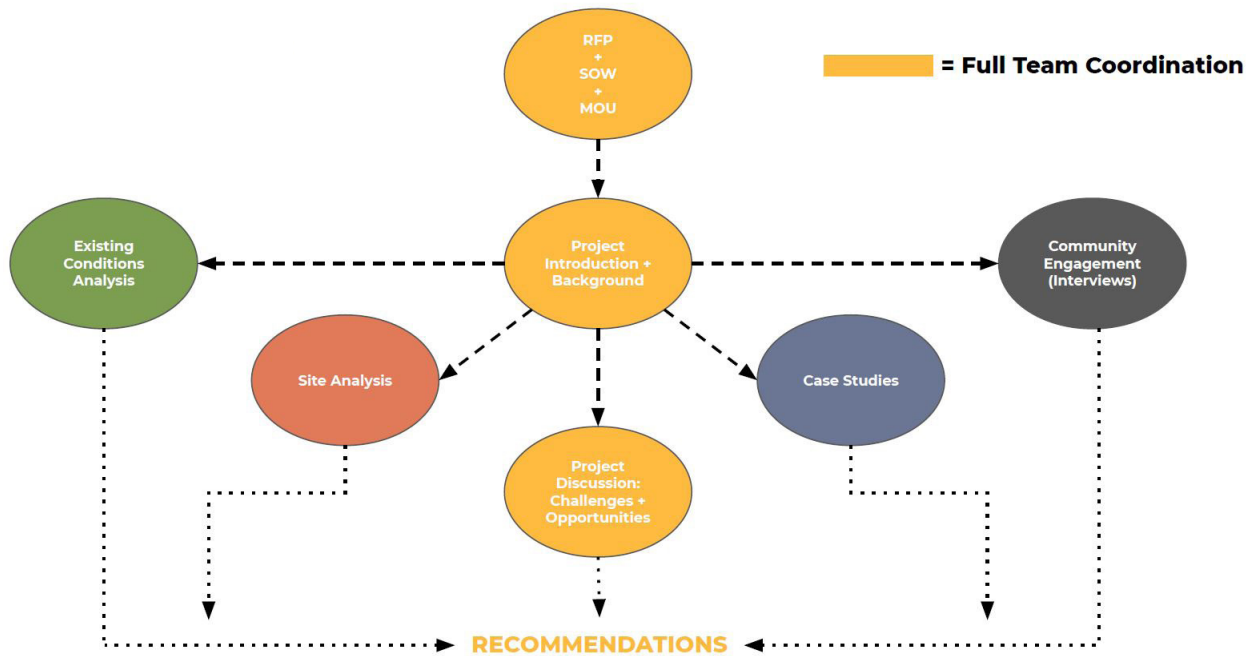 RFP
+
SOW
+
MOU
= Full Team Coordination
Existing
Conditions
Analysis
Project
Introduction +
Background
Community
Engagement
(Interviews)
Site Analysis
Case Studies
Project
Discussion:
Challenges +
Opportunities
RECOMMENDATIONS